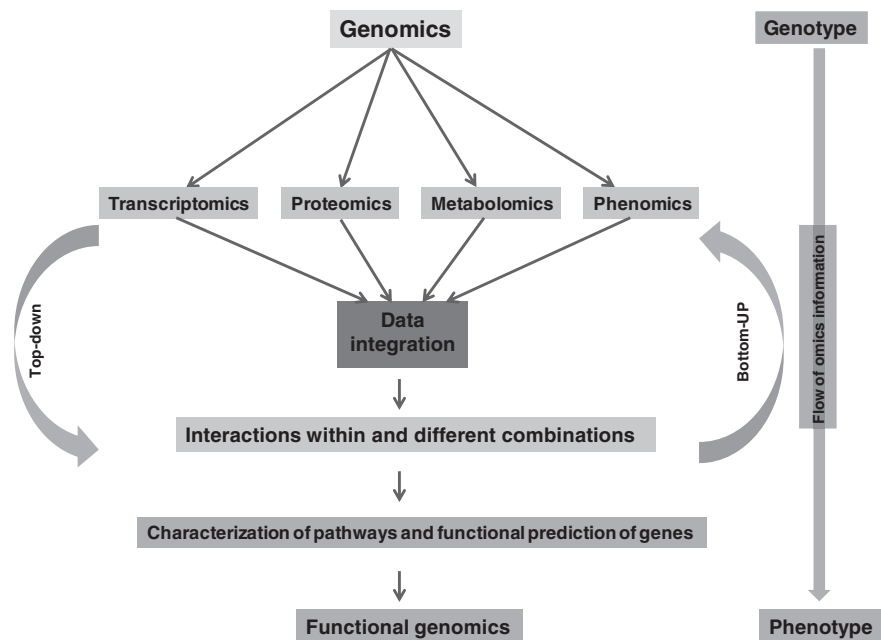 Genomics
Genotype
Transcriptomics
Proteomics
Metabolomics
Phenomics
Top-down
Data
integration
Bottom-UP
Flow of omics information
Interactions within and different combinations
Characterization of pathways and functional prediction of genes
Functional genomics
Phenotype